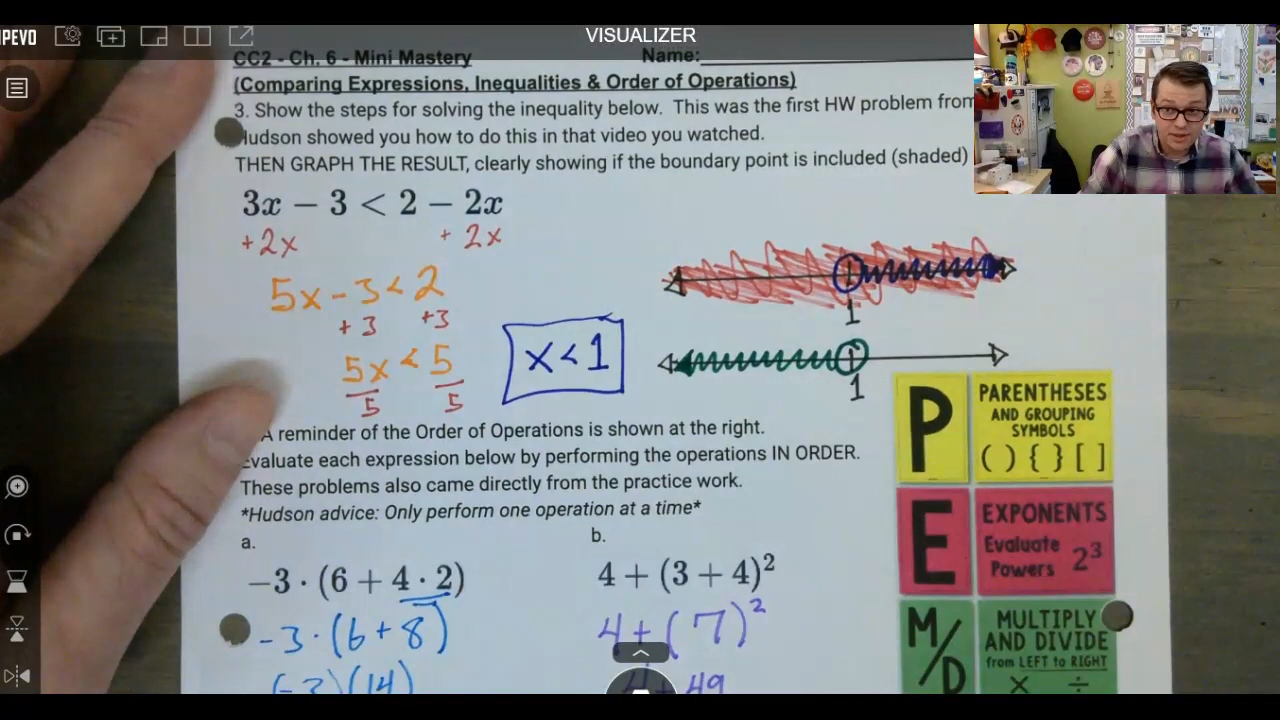 IPEVO
VISUALIZER
CC2 - Ch. 6 - Mini Mastery Name:
(Comparing Expressions, Inequalities & Order of Operations)
3. Show the steps for solving the inequality below. This was the first HW problem from
Hudson showed you how to do this in that video you watched.
THEN GRAPH THE RESULT, clearly showing if the boundary point is included (shaded)
3x − 3 < 2 − 2x
+2x + 2x
5x - 3 < 2
+3 +3
5x < 5
5 5
x < 1
1
1
A reminder of the Order of Operations is shown at the right.
Evaluate each expression below by performing the operations IN ORDER.
These problems also came directly from the practice work.
*Hudson advice: Only perform one operation at a time*
a. b.
−3 · (6 + 4 · 2) 4 + (3 + 4)²
-3 · (6 + 8) 4 + (7)²
(-3)(14) 4 + 49
P
PARENTHESES
AND GROUPING
SYMBOLS
( ) { } [ ]
E
EXPONENTS
Evaluate
Powers 2³
M/D
MULTIPLY
AND DIVIDE
from LEFT to RIGHT
× ÷